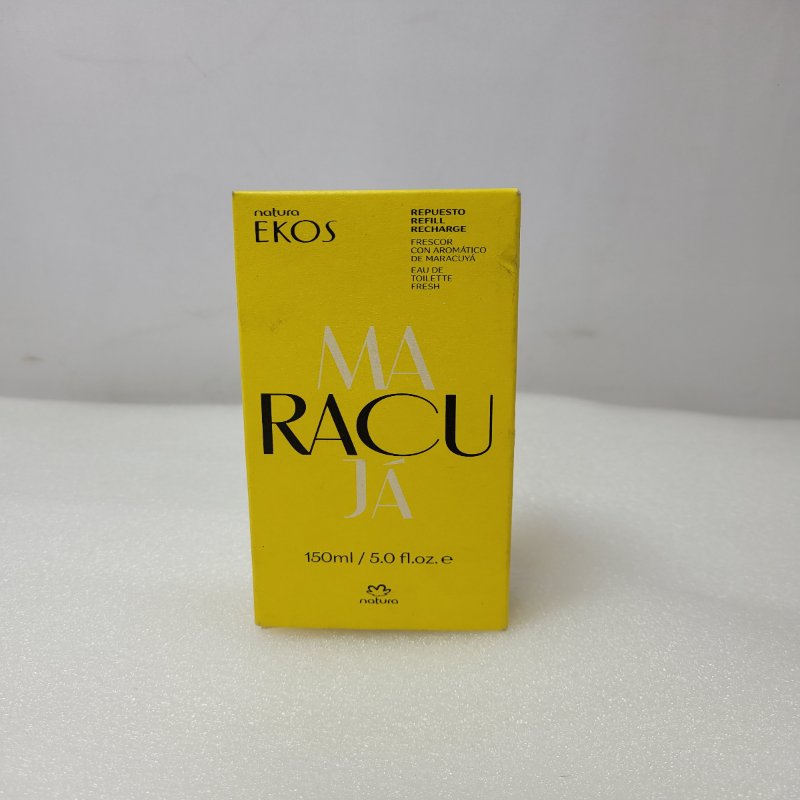 natura
EKOS
REPUESTO
REFILL
RECHARGE
FRESCOR
CON AROMÁTICO
DE MARACUYÁ
EAU DE
TOILETTE
FRESH
MA
RACU
JÁ
150ml / 5.0 fl.oz. e
natura